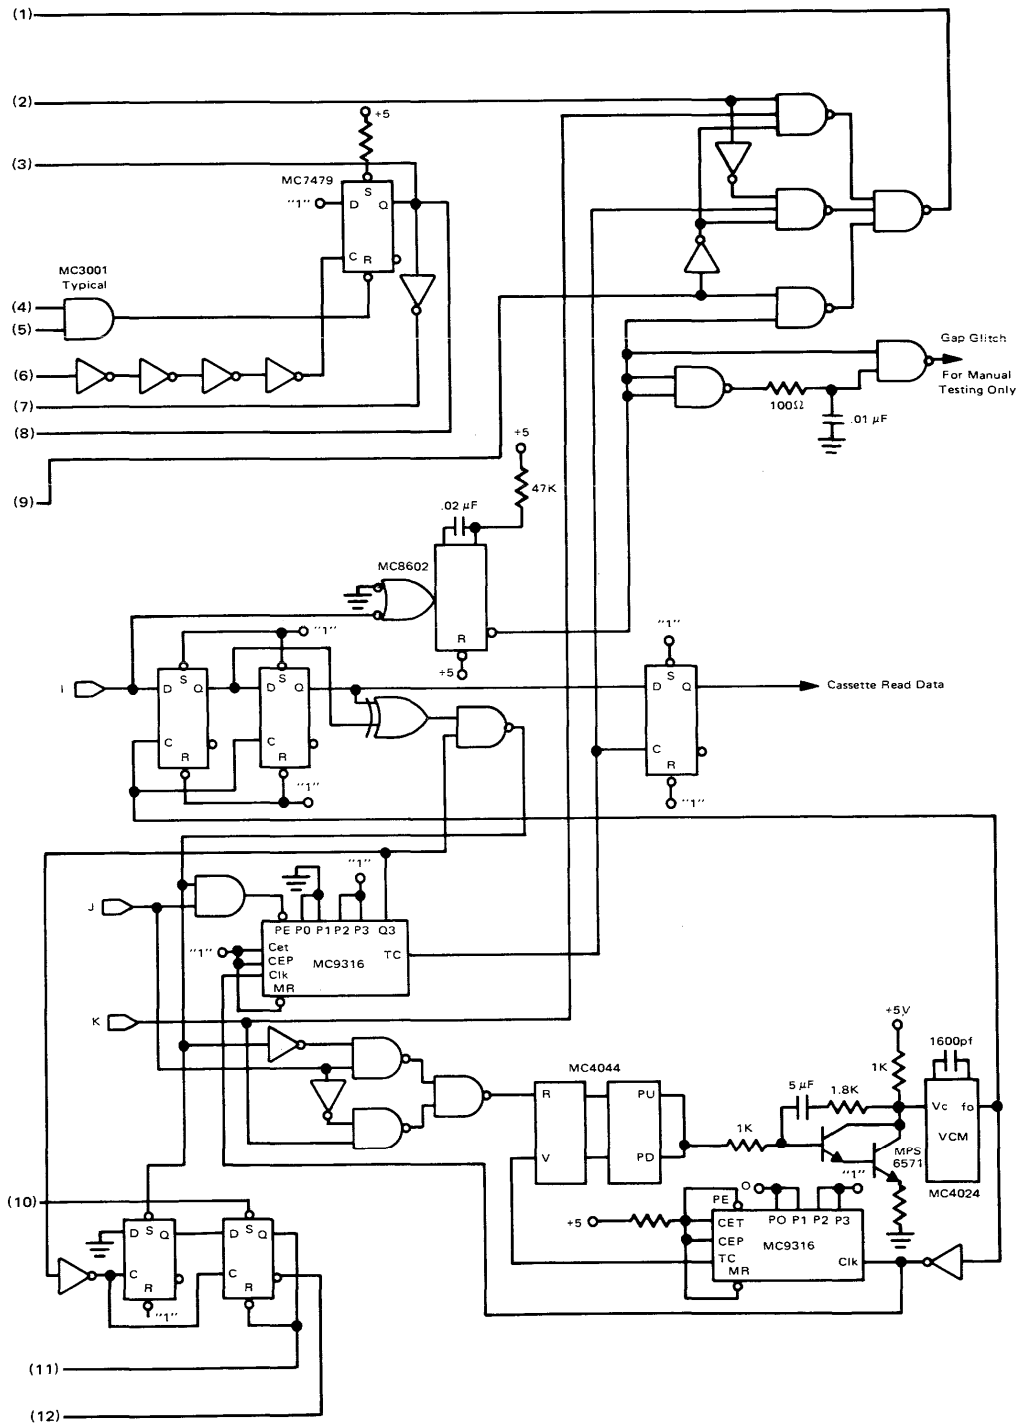 (1)
(2)
+5
(3)
MC7479
"1"
D S Q
C R
MC3001
Typical
(4)
(5)
(6)
(7)
(8)
(9)
Gap Glitch
For Manual
Testing Only
100Ω
.01 µF
+5
47K
.02 µF
MC8602
R
+5
"1"
I
D S Q
C
R
D S Q
C
R
"1"
"1"
D S Q
C
R
"1"
Cassette Read Data
J
"1"
PE P0 P1 P2 P3 Q3
"1"
Cet
CEP
Clk
MR
TC
MC9316
K
+5V
1K
1600pf
MC4044
R
V
PU
PD
1K
5 µF
1.8K
Vc fo
VCM
MPS
6571
MC4024
(10)
D S Q
C
R
"1"
D S Q
C
R
+5
PE
O
"1"
PO P1 P2 P3
CET
CEP
TC
MR
MC9316
Clk
(11)
(12)